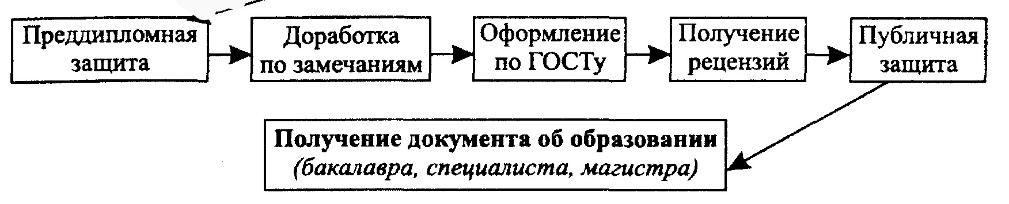 Преддипломная
защита
Доработка
по замечаниям
Оформление
по ГОСТу
Получение
рецензий
Публичная
защита
Получение документа об образовании
(бакалавра, специалиста, магистра)